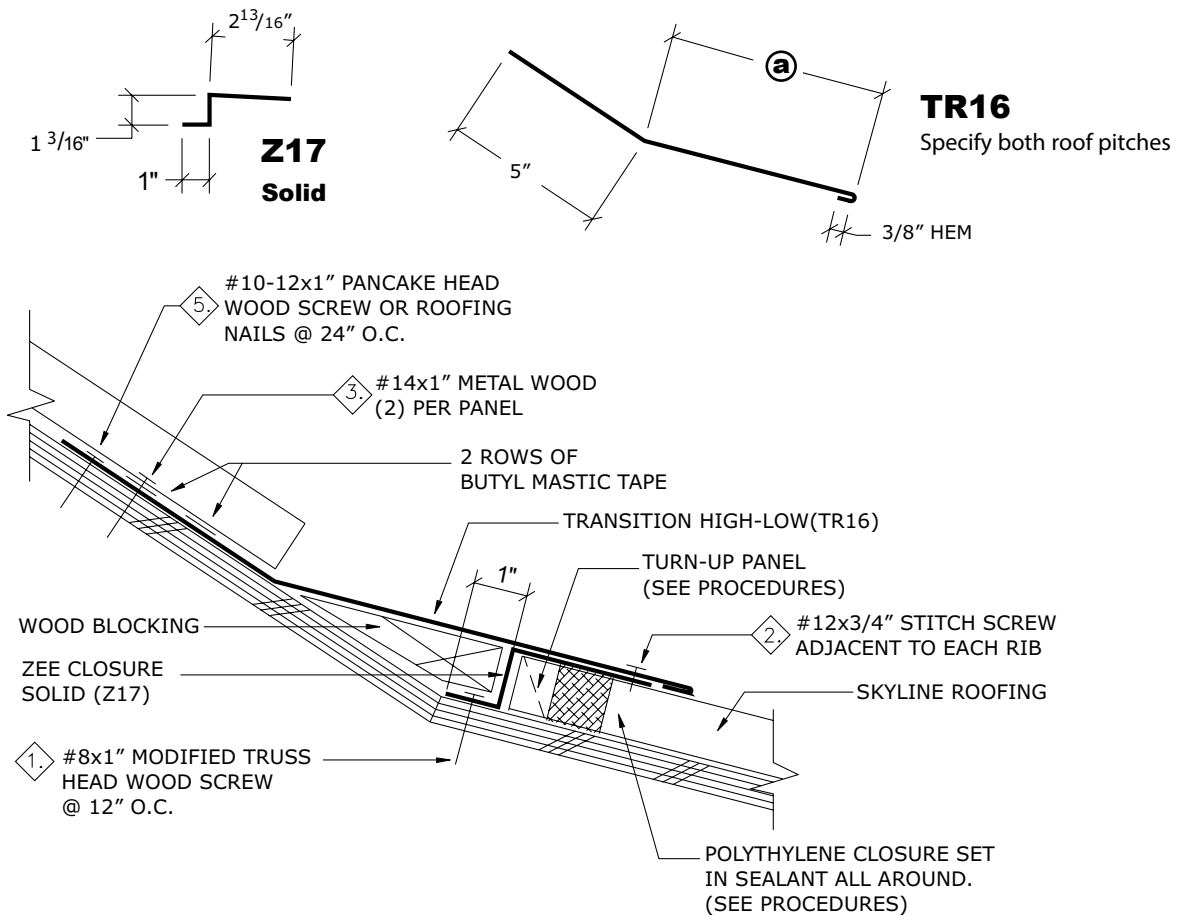 2 13/16"
1 3/16"
1"
Z17
Solid
a
5"
3/8" HEM
TR16
Specify both roof pitches
5.
#10-12x1" PANCAKE HEAD
WOOD SCREW OR ROOFING
NAILS @ 24" O.C.
3.
#14x1" METAL WOOD
(2) PER PANEL
2 ROWS OF
BUTYL MASTIC TAPE
TRANSITION HIGH-LOW(TR16)
1"
TURN-UP PANEL
(SEE PROCEDURES)
2.
#12x3/4" STITCH SCREW
ADJACENT TO EACH RIB
WOOD BLOCKING
ZEE CLOSURE
SOLID (Z17)
SKYLINE ROOFING
1.
#8x1" MODIFIED TRUSS
HEAD WOOD SCREW
@ 12" O.C.
POLYTHYLENE CLOSURE SET
IN SEALANT ALL AROUND.
(SEE PROCEDURES)